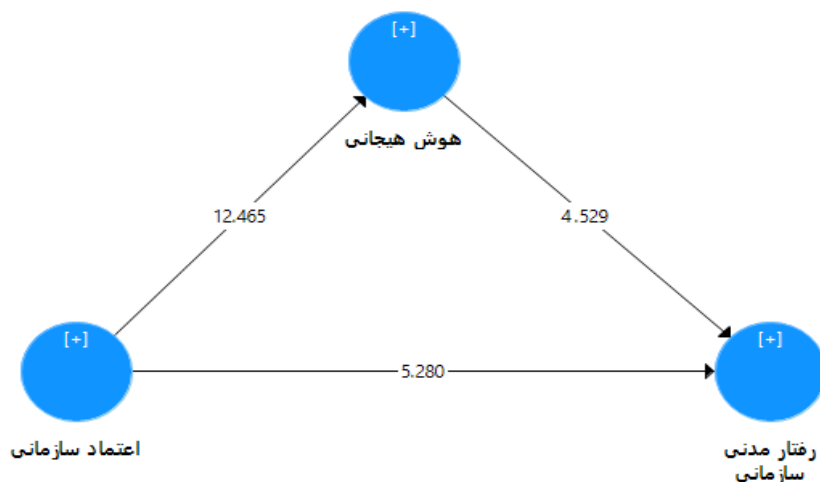 [+]
هوش هیجانی
12.465
4.529
[+]
[+]
5.280
اعتماد سازمانی
رفتار مدنی
سازمانی